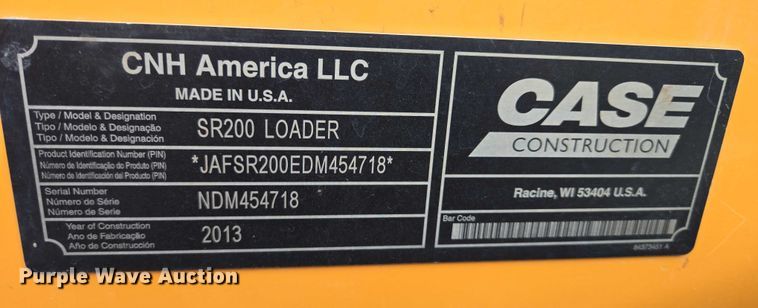 CNH America LLC
MADE IN U.S.A.
Type / Model & Designation
Tipo / Modelo & Designação
Tipo / Modelo & Designación
SR200 LOADER
Product Identification Number (PIN)
Número de Identificação do Produto (PIN)
Número de Identificación del Producto (PIN)
*JAFSR200EDM454718*
Serial Number
Número de Série
Número de Serie
NDM454718
Year of Construction
Ano de Fabricação
Año de Construcción
2013
CASE
CONSTRUCTION
Racine, WI 53404 U.S.A.
Bar Code
84373451 A
Purple Wave Auction